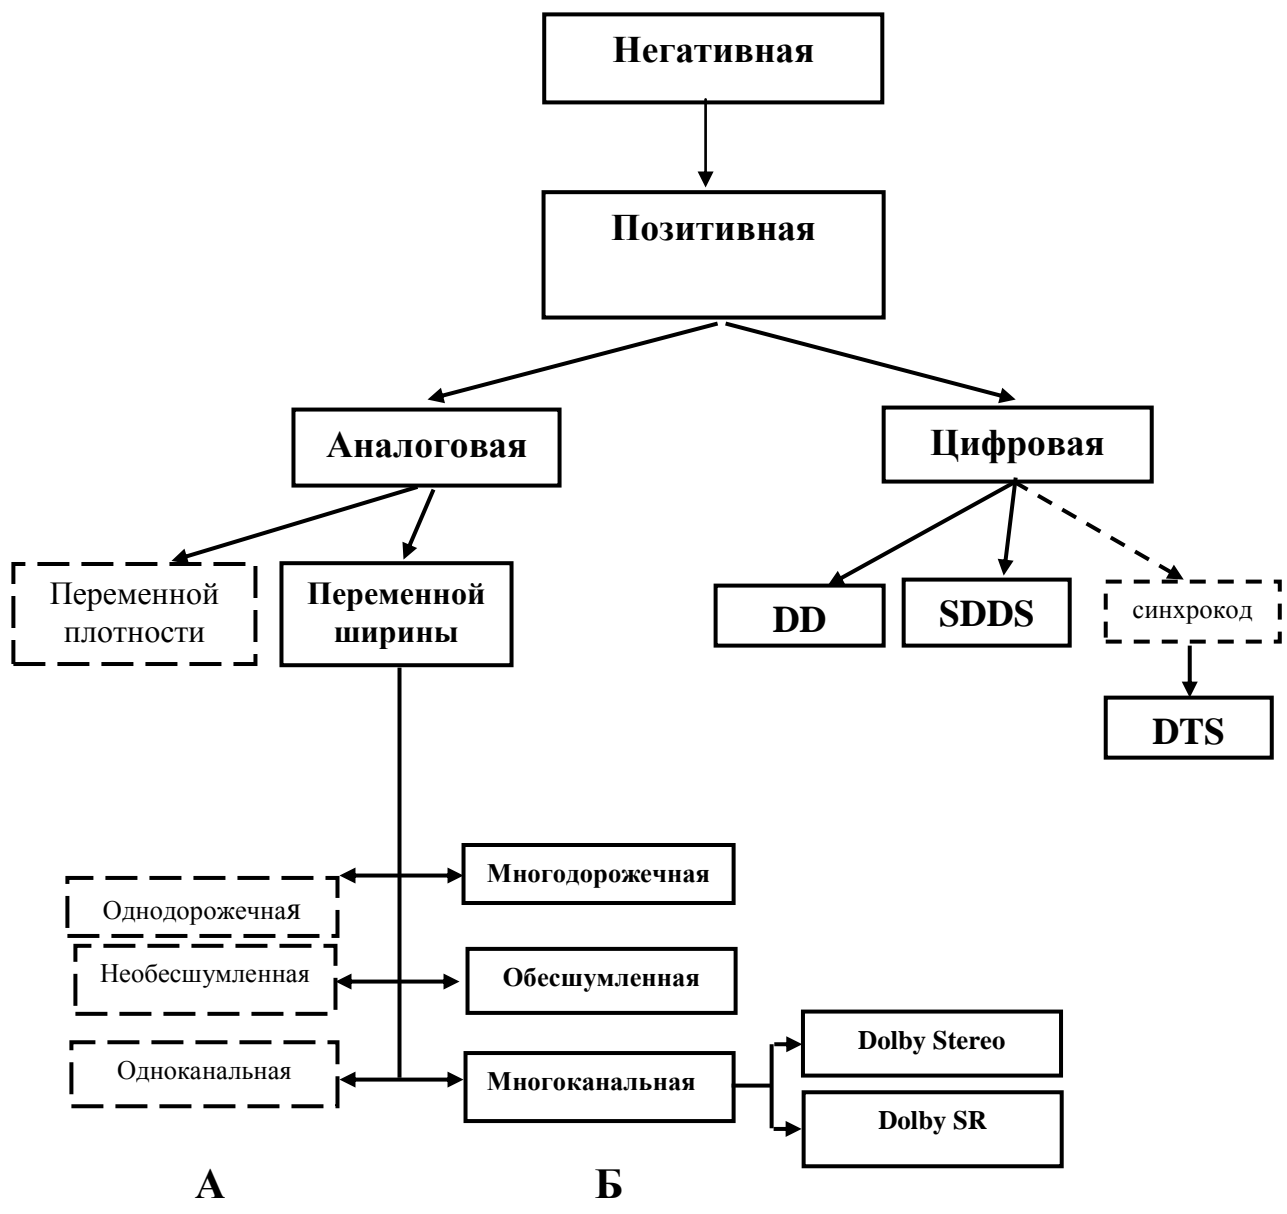 Негативная
Позитивная
Аналоговая
Цифровая
Переменной
плотности
Переменной
ширины
DD
SDDS
синхрокод
DTS
Однодорожечная
Многодорожечная
Необесшумленная
Обесшумленная
Одноканальная
Многоканальная
Dolby Stereo
Dolby SR
А
Б